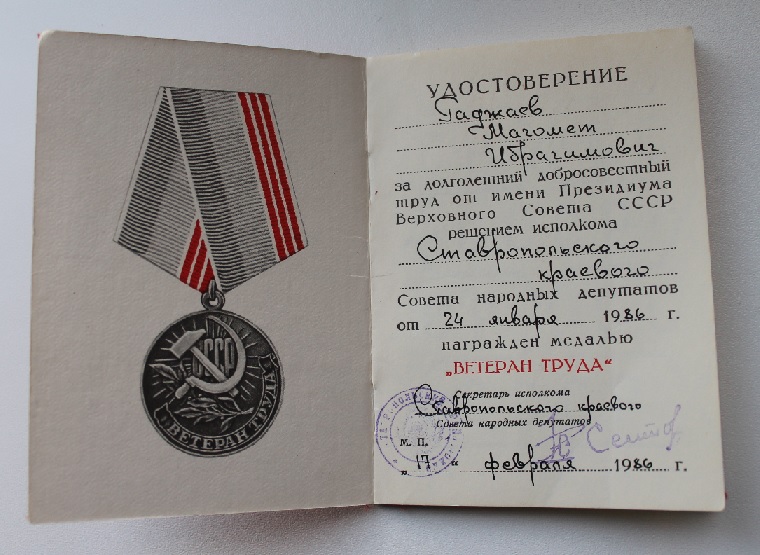 СССР
ВЕТЕРАН ТРУДА
УДОСТОВЕРЕНИЕ
Гаджаев
Магомет
Ибрагимович
за долголетний добросовестный
труд от имени Президиума
Верховного Совета СССР
решением исполкома
Ставропольского
краевого
Совета народных депутатов
от 24 января 1986 г.
награжден медалью
„ВЕТЕРАН ТРУДА“
Секретарь исполкома
Ставропольского краевого
Совета народных депутатов
М. П.
„17“ февраля 1986 г.